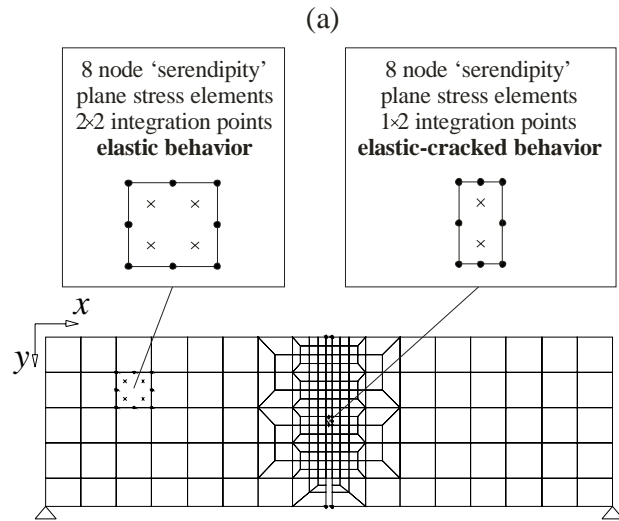 (a)
8 node ‘serendipity’
plane stress elements
2×2 integration points
elastic behavior
8 node ‘serendipity’
plane stress elements
1×2 integration points
elastic-cracked behavior
x
y